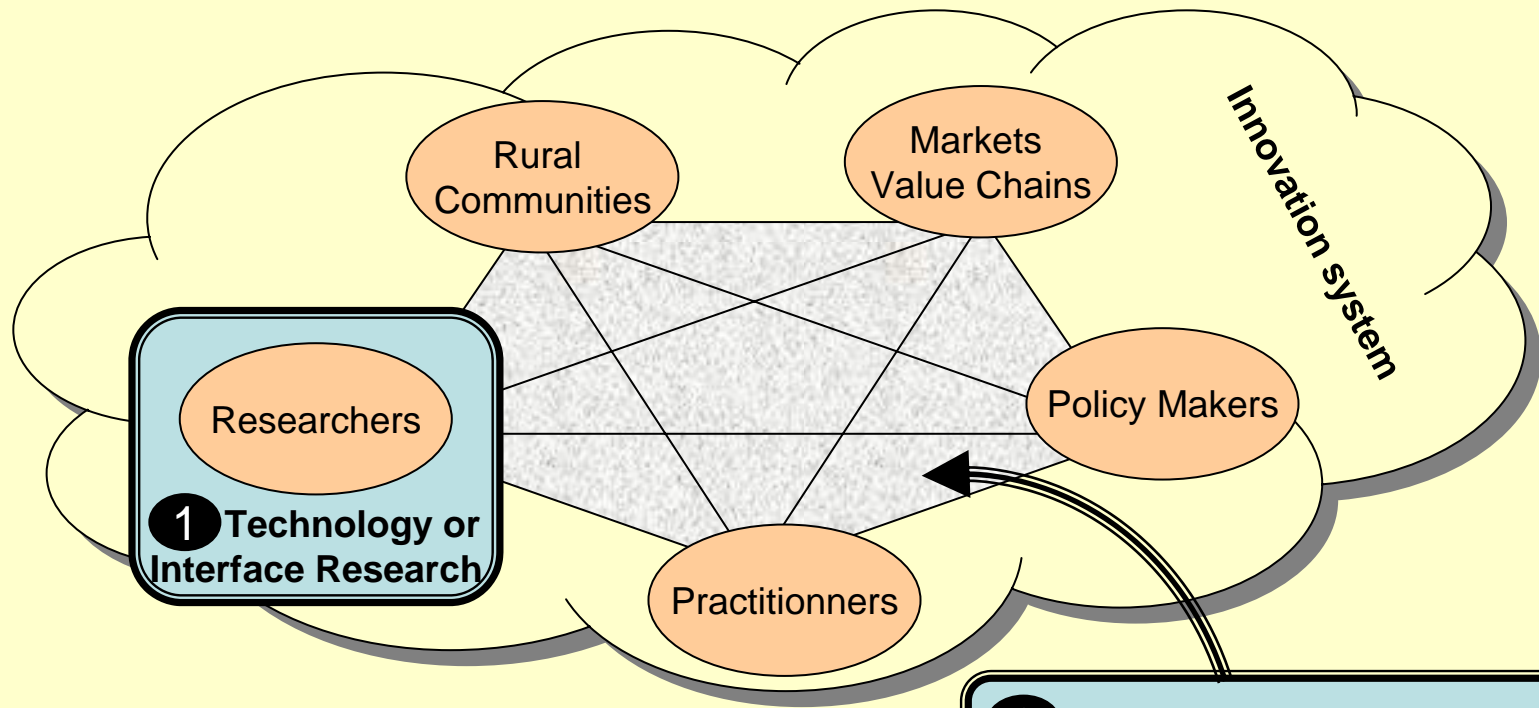 Rural
Communities
Markets
Value Chains
Innovation system
Researchers
Policy Makers
1 Technology or
Interface Research
Practitionners